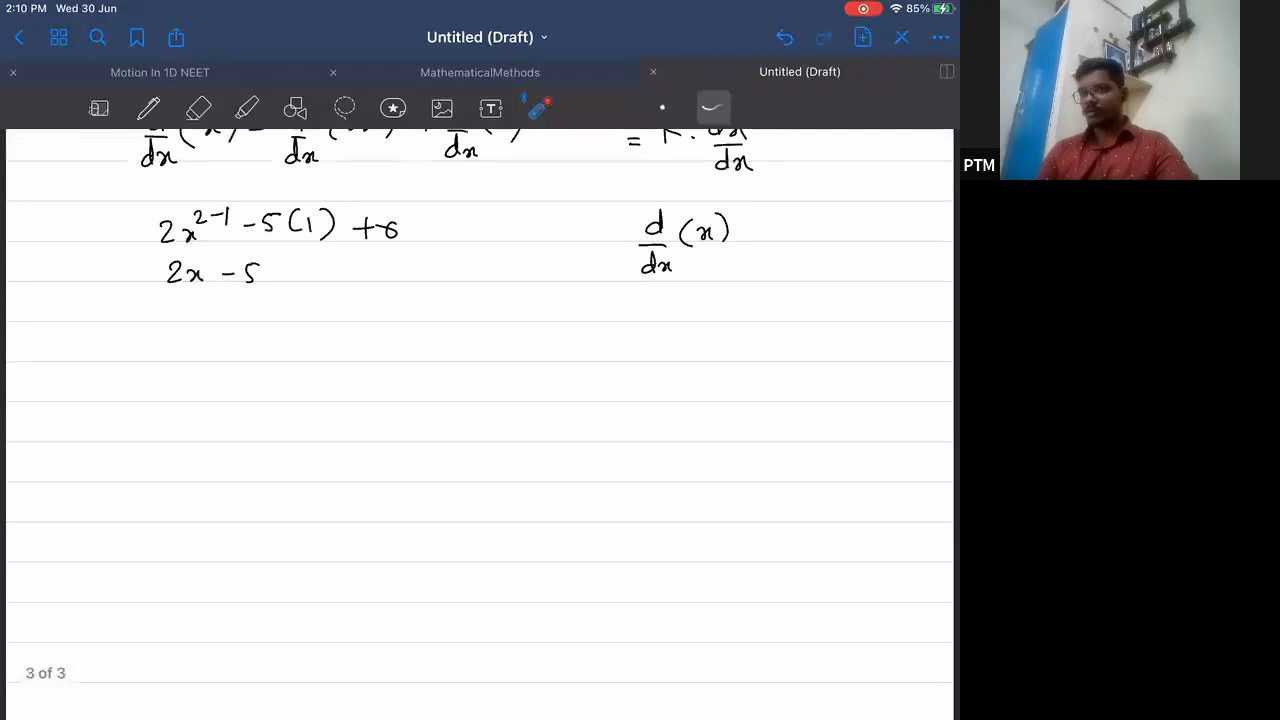 2:10 PM Wed 30 Jun
85%
Untitled (Draft)
Motion In 1D NEET
MathematicalMethods
Untitled (Draft)
PTM
d/dx (x) = d/dx d/dx = K · dx/dx
2x^{2-1} - 5(1) + 6
d/dx (x)
2x - 5
3 of 3